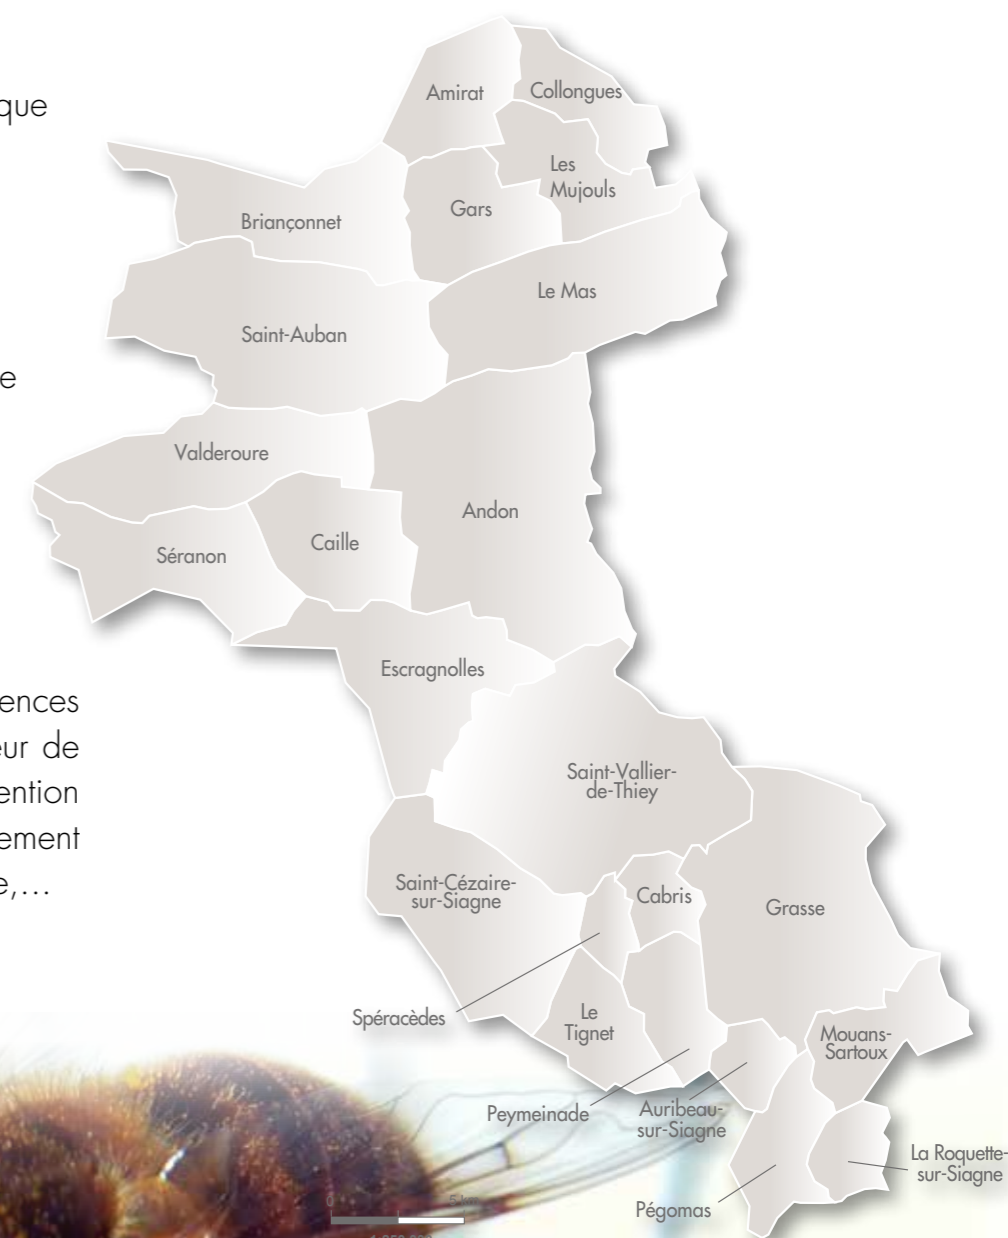 que
e
ences
eur de
ention
ement
e,...
Amirat
Collongues
Les
Mujouls
Briançonnet
Gars
Le Mas
Saint-Auban
Valderoure
Andon
Caille
Séranon
Escragnolles
Saint-Vallier-
de-Thiey
Saint-Cézaire-
sur-Siagne
Cabris
Grasse
Spéracèdes
Le
Tignet
Mouans-
Sartoux
Peymeinade
Auribeau-
sur-Siagne
La Roquette-
sur-Siagne
Pégomas
0 5 km